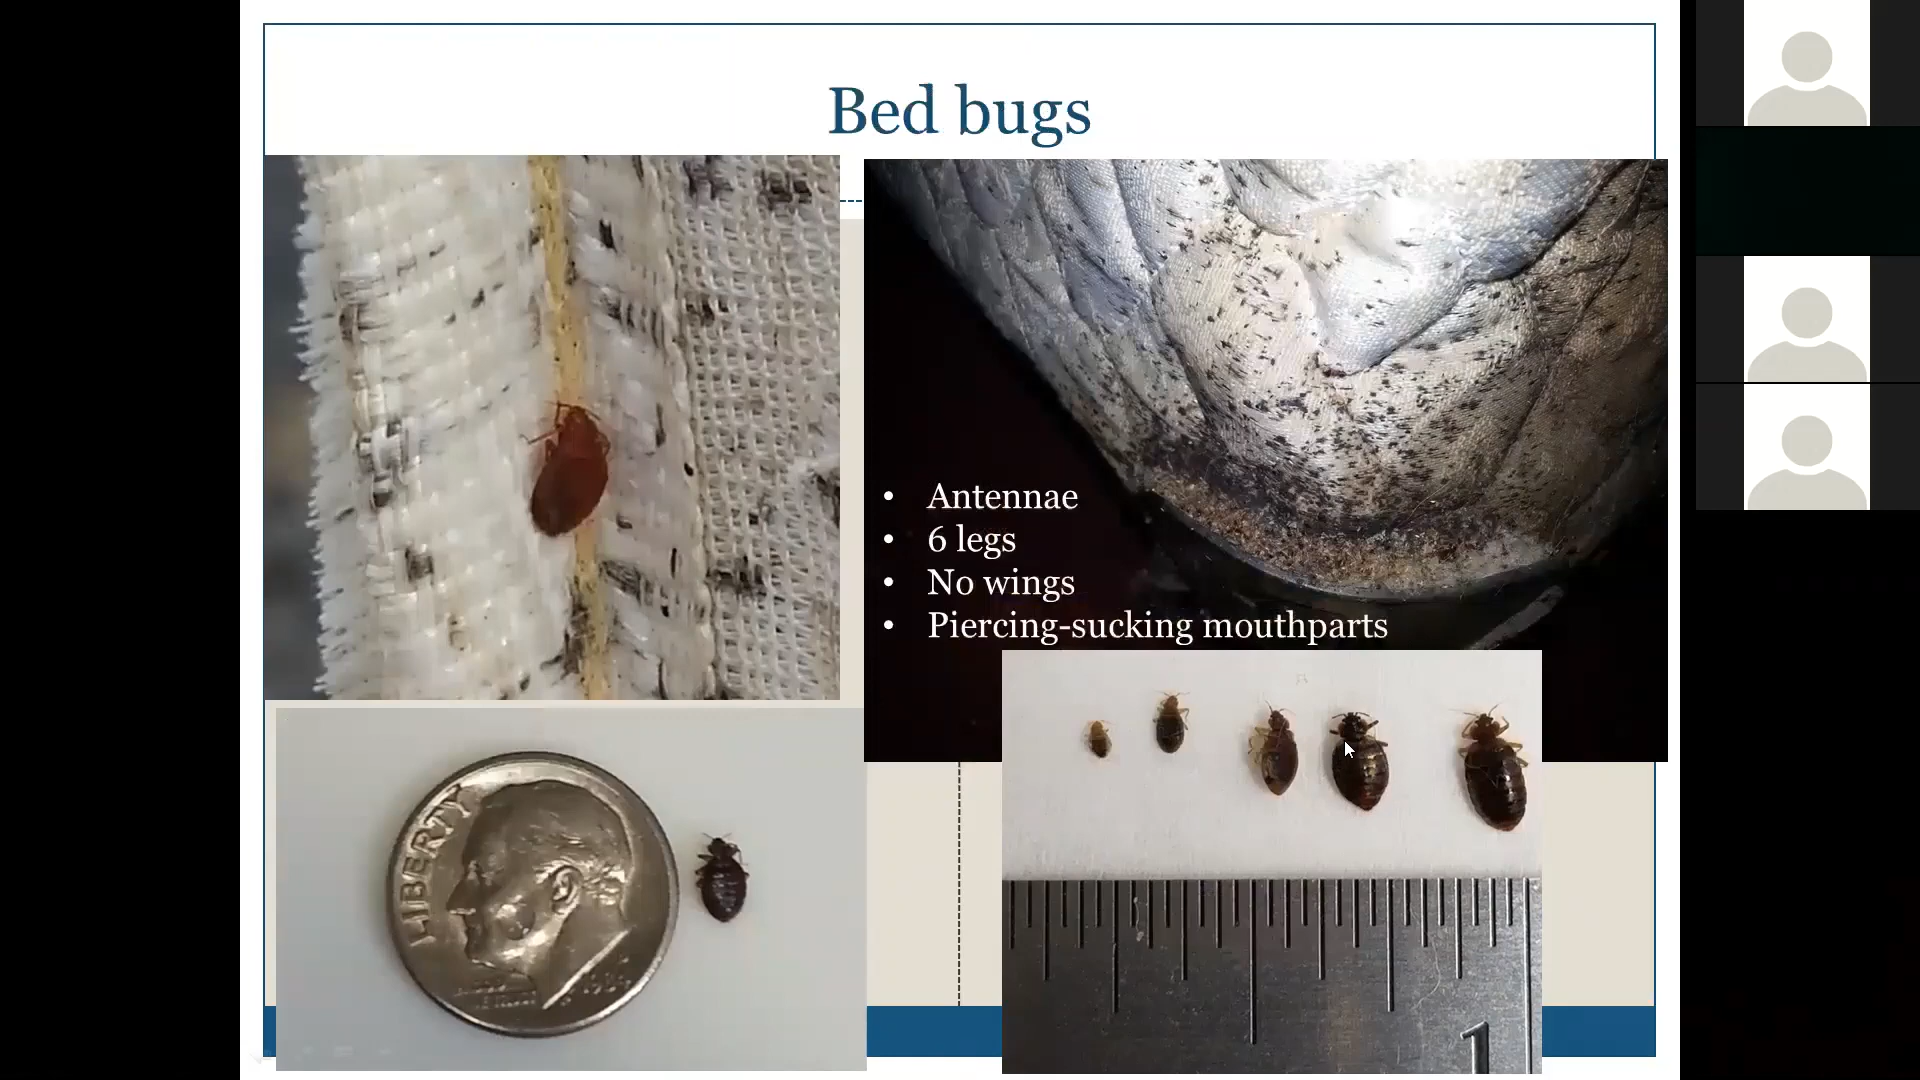 Bed bugs
• Antennae
• 6 legs
• No wings
• Piercing-sucking mouthparts
LIBERTY
1